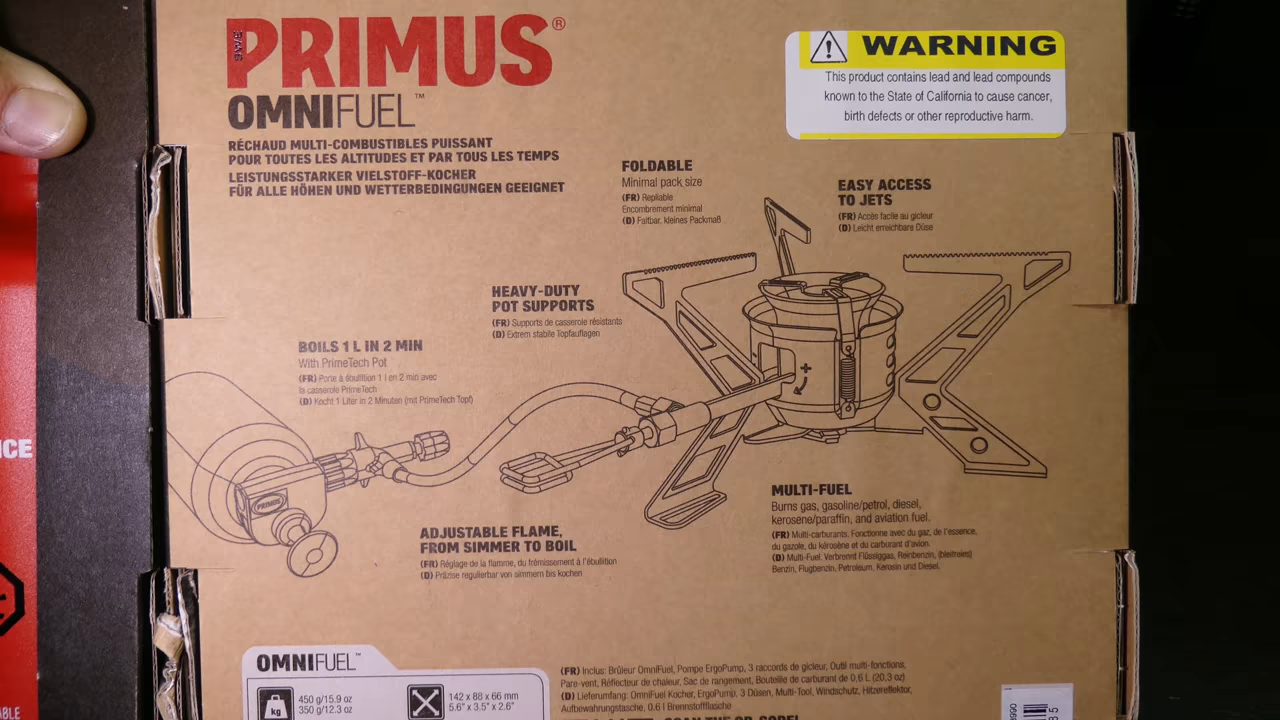 PRIMUS®
OMNIFUEL™
RÉCHAUD MULTI-COMBUSTIBLES PUISSANT
POUR TOUTES LES ALTITUDES ET PAR TOUS LES TEMPS
LEISTUNGSSTARKER VIELSTOFF-KOCHER
FÜR ALLE HÖHEN UND WETTERBEDINGUNGEN GEEIGNET
WARNING
This product contains lead and lead compounds
known to the State of California to cause cancer,
birth defects or other reproductive harm.
FOLDABLE
Minimal pack size
(FR) Repliable
Encombrement minimal
(D) Faltbar, kleines Packmaß
EASY ACCESS
TO JETS
(FR) Accès facile au gicleur
(D) Leicht erreichbare Düse
HEAVY-DUTY
POT SUPPORTS
(FR) Supports de casserole résistants
(D) Extrem stabile Topfauflagen
BOILS 1 L IN 2 MIN
With PrimeTech Pot
(FR) Porte à ébullition 1 l en 2 min avec
la casserole PrimeTech
(D) Kocht 1 Liter in 2 Minuten (mit PrimeTech Topf)
ICE
PRIMUS
ADJUSTABLE FLAME,
FROM SIMMER TO BOIL
(FR) Réglage de la flamme, du frémissement à l'ébullition
(D) Präzise regulierbar von simmern bis kochen
MULTI-FUEL
Burns gas, gasoline/petrol, diesel,
kerosene/paraffin, and aviation fuel.
(FR) Multi-carburants. Fonctionne avec du gaz, de l'essence,
du gazole, du kérosène et du carburant d'avion.
(D) Multi-Fuel. Verbrennt Flüssiggas, Reinbenzin, (bleifreies)
Benzin, Flugbenzin, Petroleum, Kerosin und Diesel.
OMNIFUEL™
kg
450 g/15.9 oz
350 g/12.3 oz
142 x 88 x 66 mm
5.6" x 3.5" x 2.6"
(FR) Inclus: Brûleur OmniFuel, Pompe ErgoPump, 3 raccords de gicleur, Outil multi-fonctions,
Pare-vent, Réflecteur de chaleur, Sac de rangement, Bouteille de carburant de 0,6 L (20,3 oz)
(D) Lieferumfang: OmniFuel Kocher, ErgoPump, 3 Düsen, Multi-Tool, Windschutz, Hitzereflektor,
Aufbewahrungstasche, 0.6 l Brennstoffflasche
ABLE